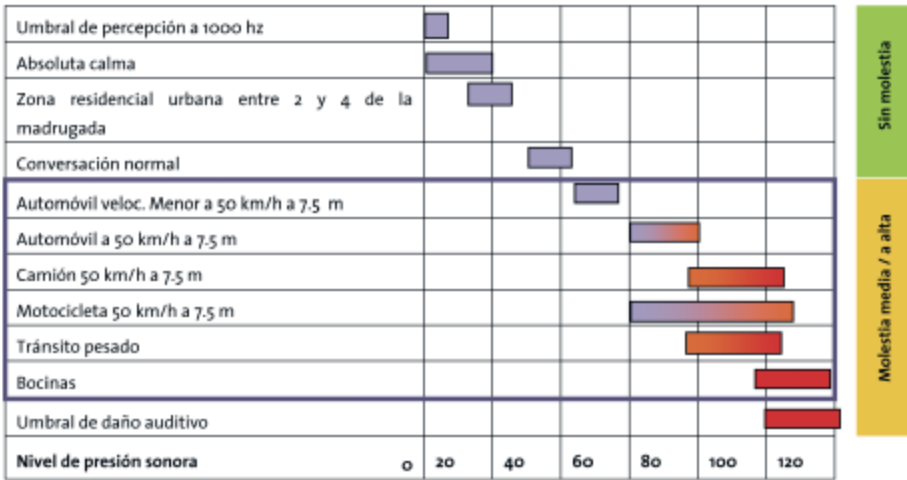 Umbral de percepción a 1000 hz
Absoluta calma
Zona residencial urbana entre 2 y 4 de la
madrugada
Conversación normal
Automóvil veloc. Menor a 50 km/h a 7.5 m
Automóvil a 50 km/h a 7.5 m
Camión 50 km/h a 7.5 m
Motocicleta 50 km/h a 7.5 m
Tránsito pesado
Bocinas
Umbral de daño auditivo
Nivel de presión sonora 0 20 40 60 80 100 120
Sin molestia
Molestia media / a alta